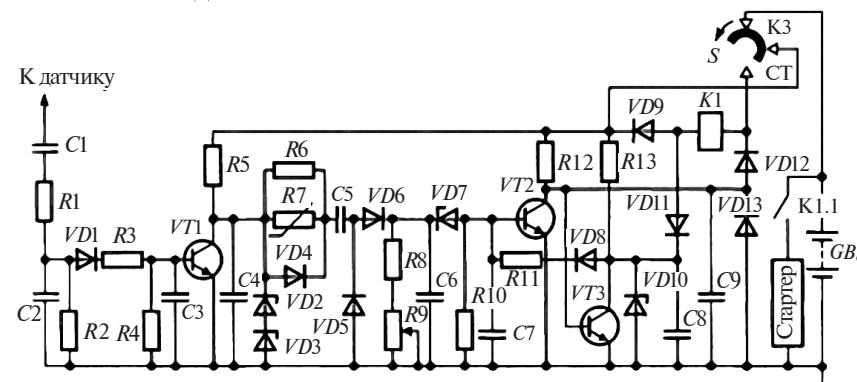 К датчику
C1
R1
VD1
R3
C2
R2
R4
C3
VT1
R5
C4
R6
R7
VD4
VD2
VD3
C5
VD6
VD5
R8
R9
C6
VD7
R10
C7
R11
VT2
R12
VD8
VT3
R13
VD9
K1
VD10
VD11
C8
C9
S
КЗ
СТ
VD12
VD13
K1.1
Стартер